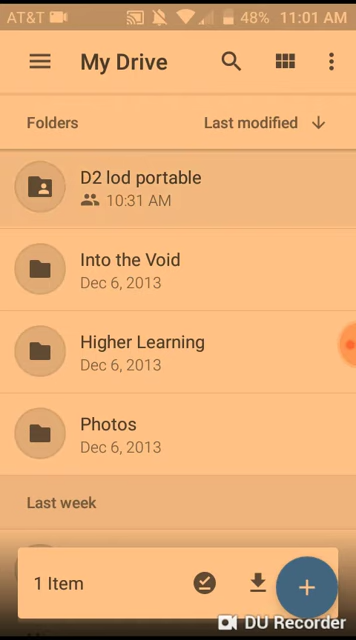 AT&T 48% 11:01 AM
My Drive
Folders Last modified
D2 lod portable
10:31 AM
Into the Void
Dec 6, 2013
Higher Learning
Dec 6, 2013
Photos
Dec 6, 2013
Last week
1 Item
DU Recorder